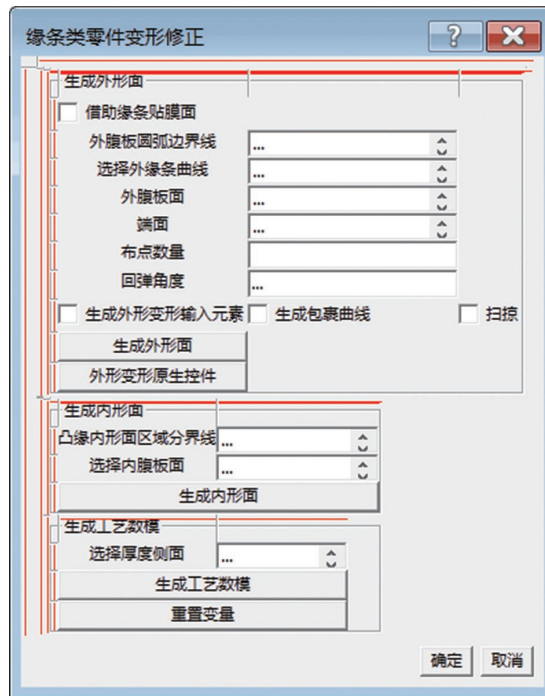 缘条类零件变形修正
生成外形面
借助缘条贴膜面
外腹板圆弧边界线 ...
选择外缘条曲线 ...
外腹板面 ...
端面 ...
布点数量
回弹角度 ...
生成外形变形输入元素 生成包裹曲线 扫掠
生成外形面
外形变形原生控件
生成内形面
凸缘内形面区域分界线 ...
选择内腹板面 ...
生成内形面
生成工艺数模
选择厚度侧面 ...
生成工艺数模
重置变量
确定 取消